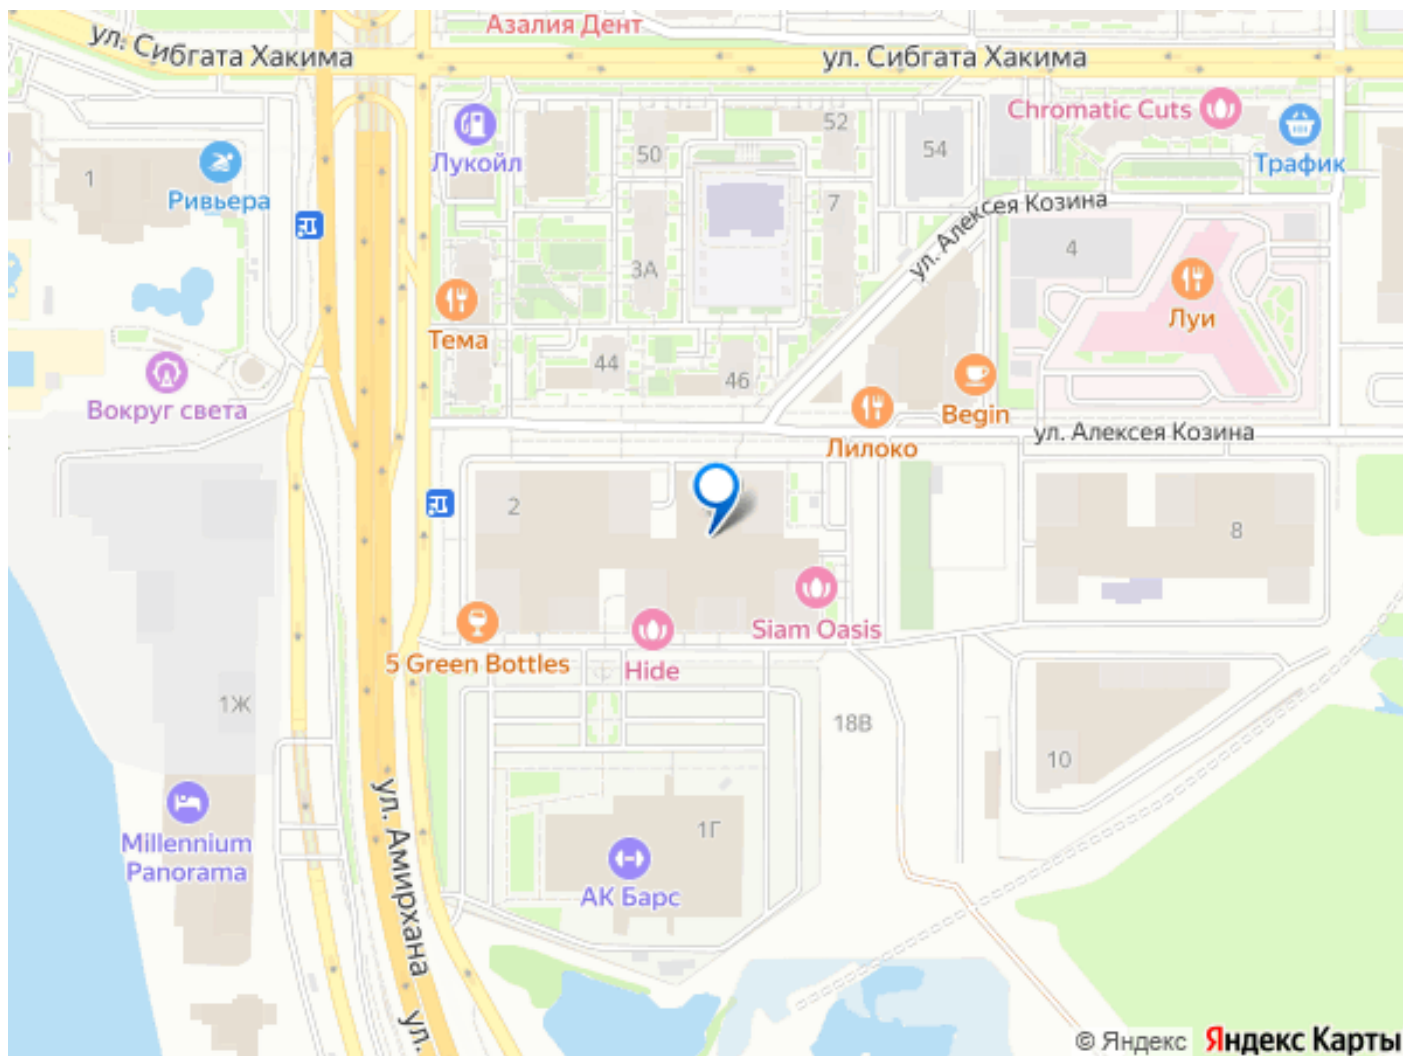 Азалия Дент
ул. Сибгата Хакима
ул. Сибгата Хакима
Chromatic Cuts
Лукойл
50
52
54
Трафик
1
Ривьера
7
ул. Алексея Козина
4
3А
Луи
Тема
44
46
Вокруг света
Begin
Лилоко
ул. Алексея Козина
2
8
Siam Oasis
5 Green Bottles
Hide
1Ж
18В
10
Millennium
Panorama
1Г
АК Барс
ул. Амирхана
ул.
© Яндекс Яндекс Карты